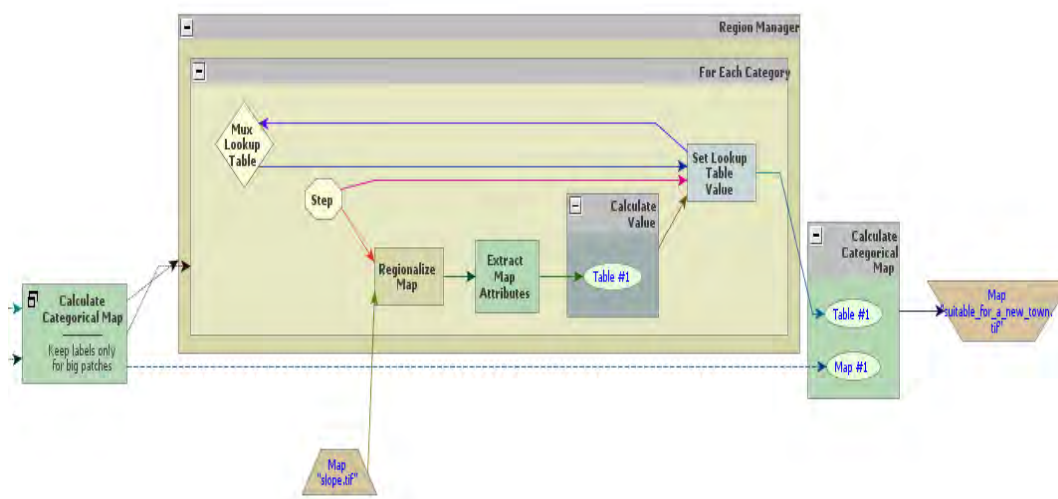 Region Manager
For Each Category
Mux
Lookup
Table
Set Lookup
Table
Value
Step
Calculate
Value
Regionalize
Map
Extract
Map
Attributes
Table #1
Calculate
Categorical Map
Keep labels only
for big patches
Calculate
Categorical
Map
Table #1
Map #1
Map
"suitable_for_a_new_town.
tif"
Map
"slope.tif"